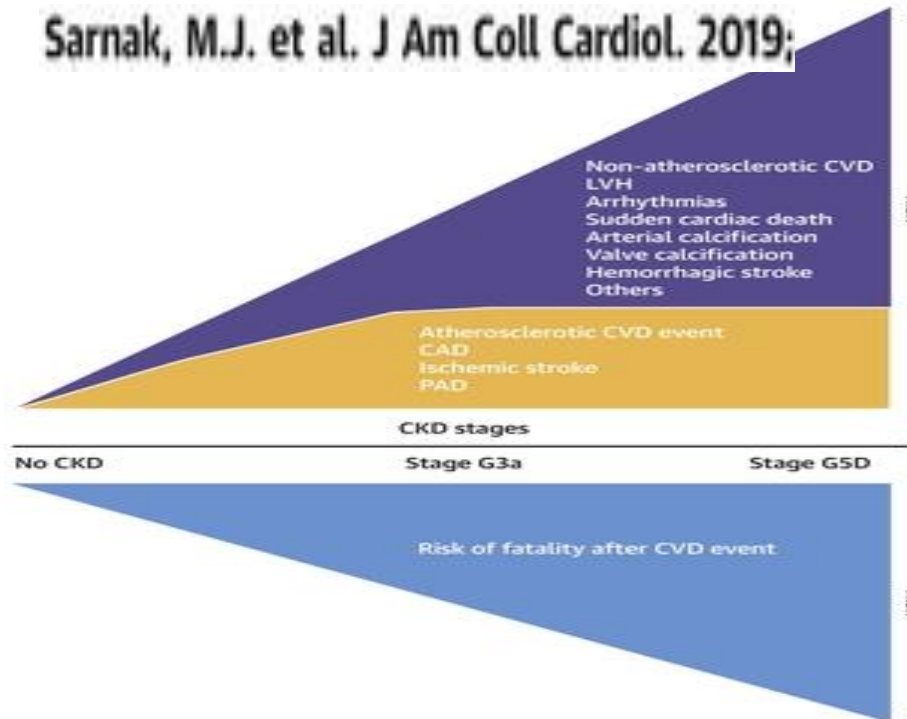 Sarnak, M.J. et al. J Am Coll Cardiol. 2019;
Non-atherosclerotic CVD
LVH
Arrhythmias
Sudden cardiac death
Arterial calcification
Valve calcification
Hemorrhagic stroke
Others
Atherosclerotic CVD event
CAD
Ischemic stroke
PAD
CKD stages
No CKD Stage G3a Stage G5D
Risk of fatality after CVD event